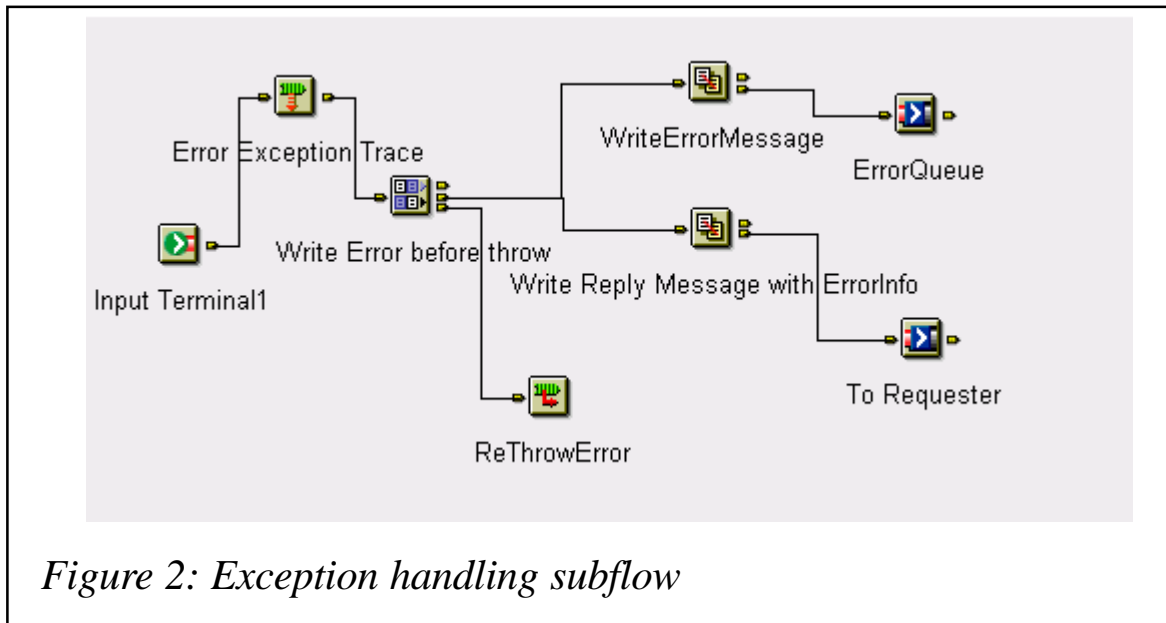 Error Exception Trace
WriteErrorMessage
ErrorQueue
Write Error before throw
Write Reply Message with ErrorInfo
Input Terminal1
To Requester
ReThrowError
Figure 2: Exception handling subflow